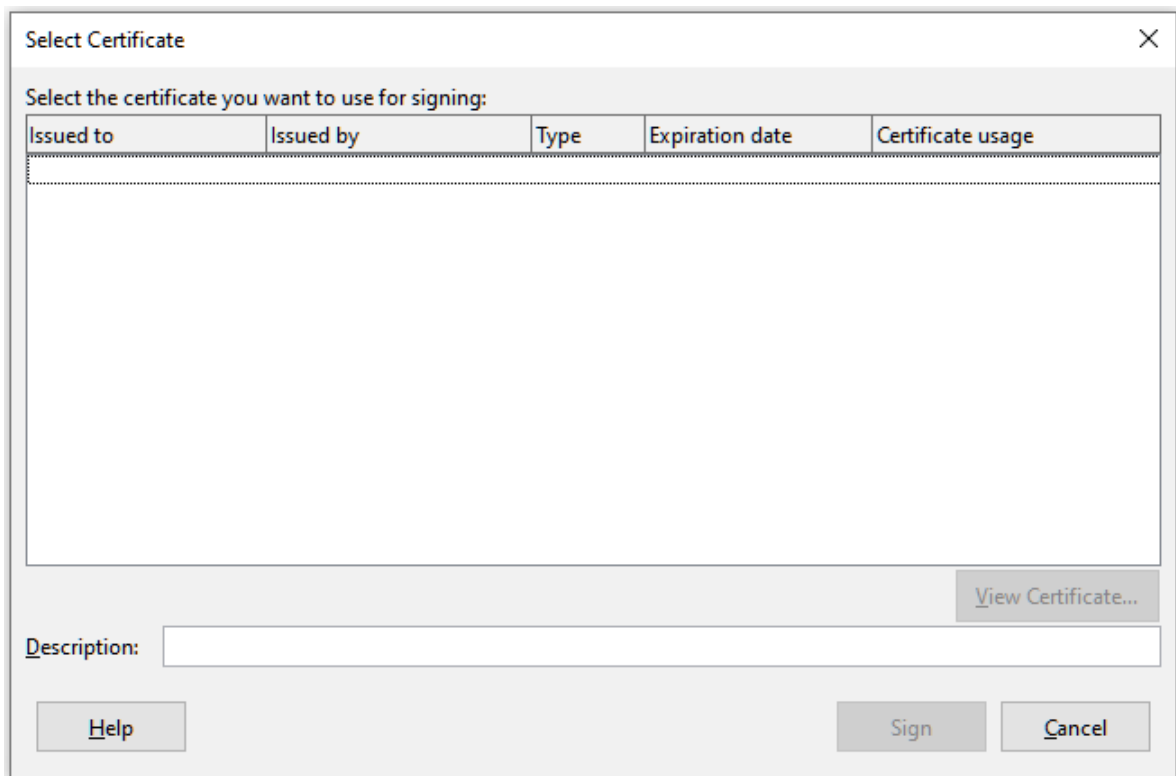 Select Certificate
Select the certificate you want to use for signing:
Issued to Issued by Type Expiration date Certificate usage
View Certificate...
Description:
Help Sign Cancel